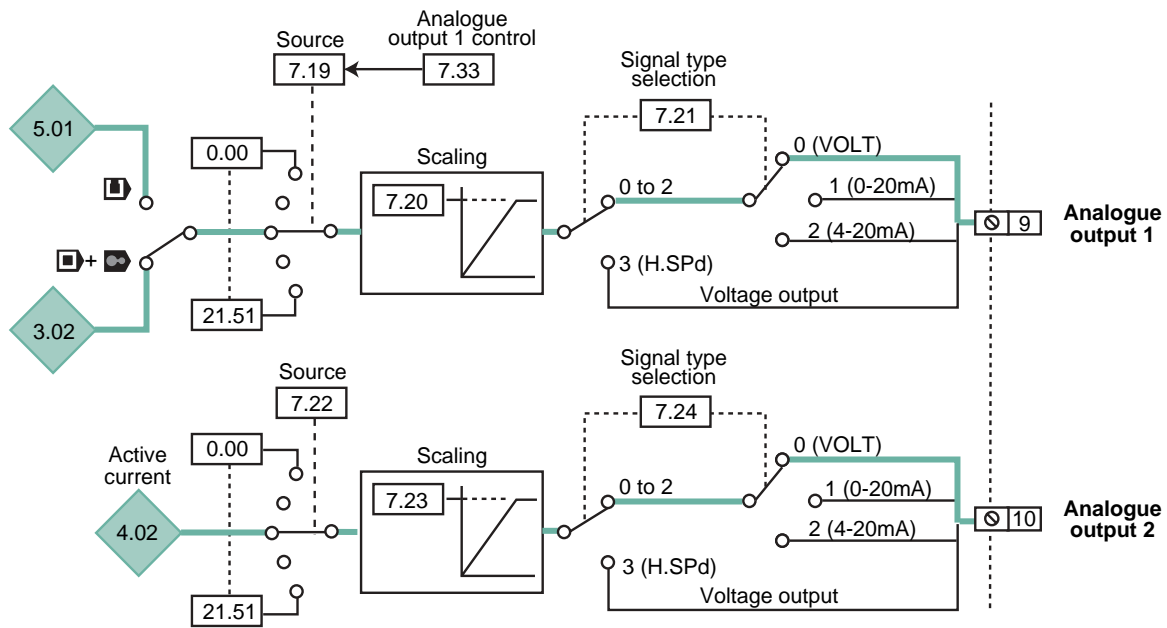 Analogue
output 1 control
Source
7.19
7.33
Signal type
selection
7.21
5.01
0.00
Scaling
0 (VOLT)
7.20
0 to 2
1 (0-20mA)
9
Analogue
output 1
2 (4-20mA)
+
3 (H.SPd)
21.51
Voltage output
3.02
Source
7.22
Signal type
selection
7.24
Active
current
0.00
Scaling
0 (VOLT)
7.23
0 to 2
1 (0-20mA)
4.02
10
Analogue
output 2
2 (4-20mA)
3 (H.SPd)
21.51
Voltage output